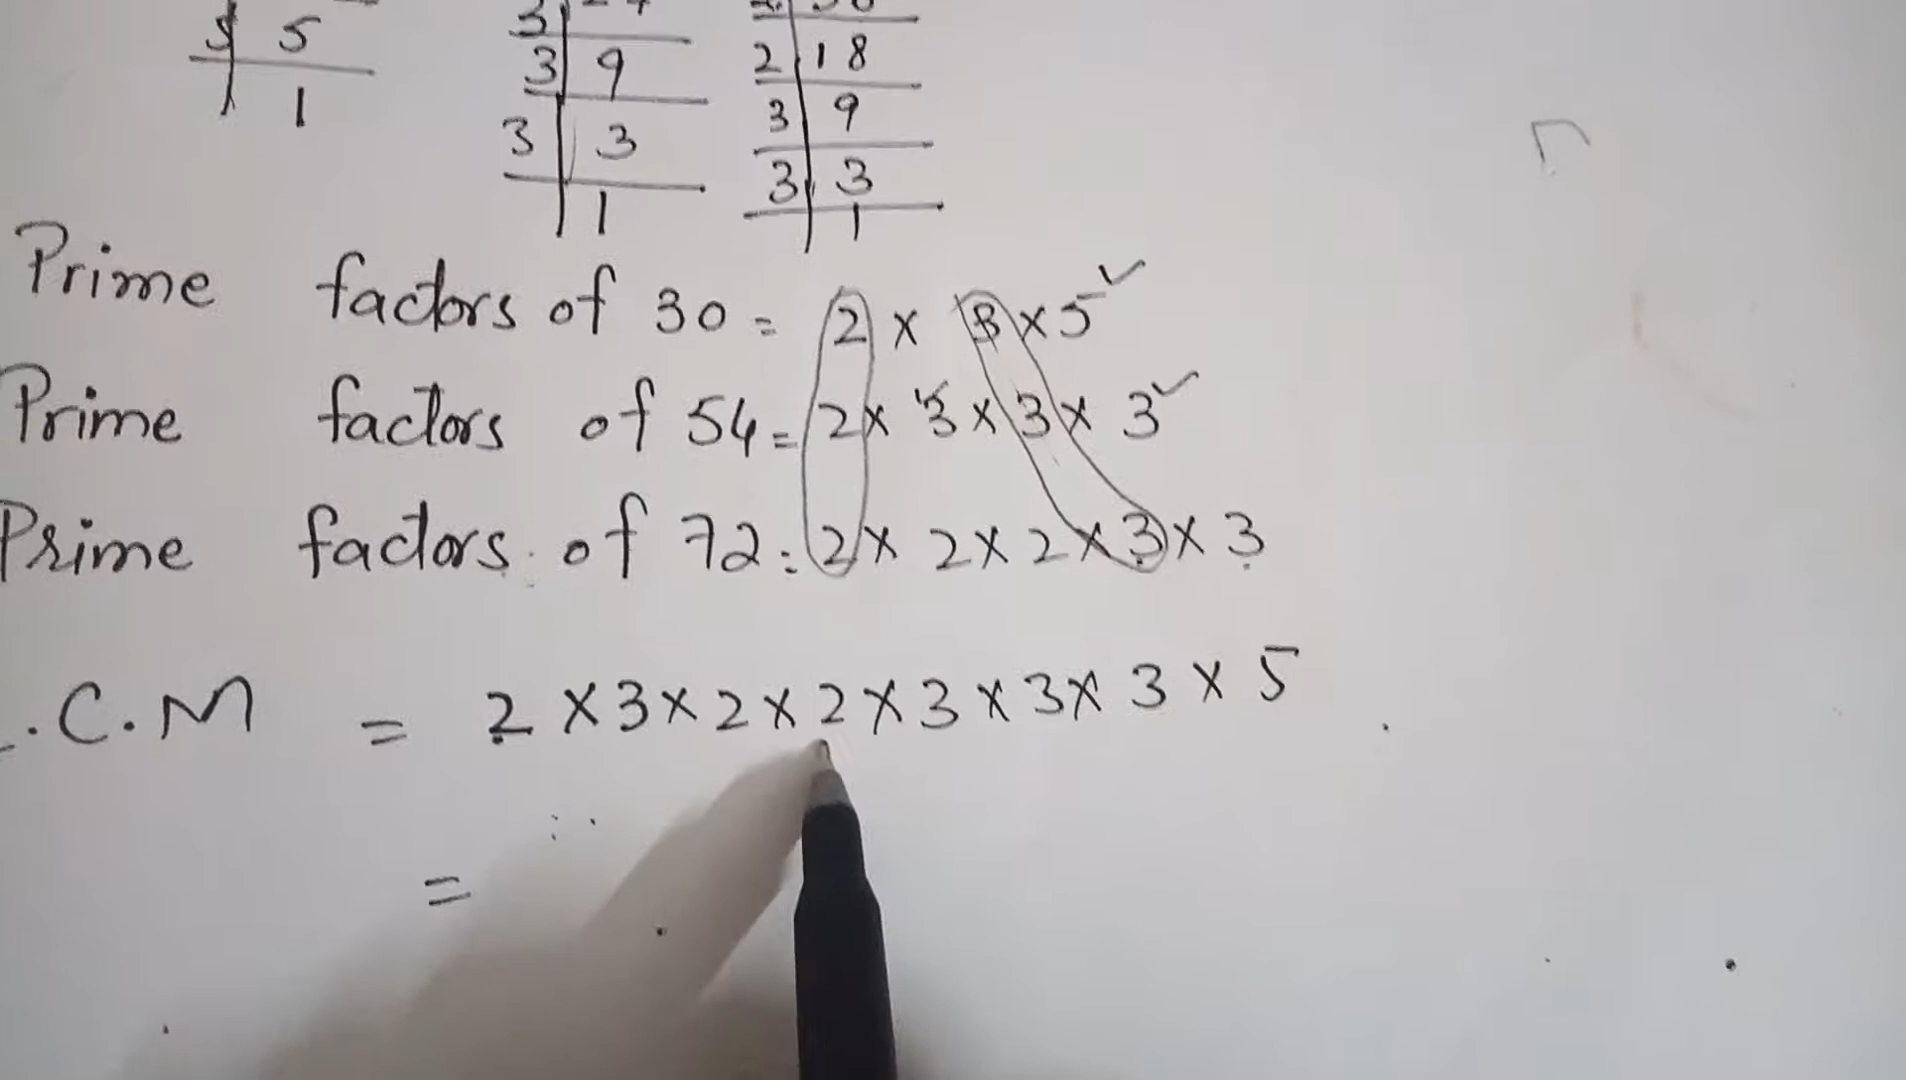 5 5
1
3
3 9
3 3
1
2 18
3 9
3 3
1
Prime factors of 30 = 2 × 3 × 5 ✓
Prime factors of 54 = 2 × 3 × 3 × 3 ✓
Prime factors of 72 = 2 × 2 × 2 × 3 × 3
.C.M = 2 × 3 × 2 × 2 × 3 × 3 × 3 × 5
=